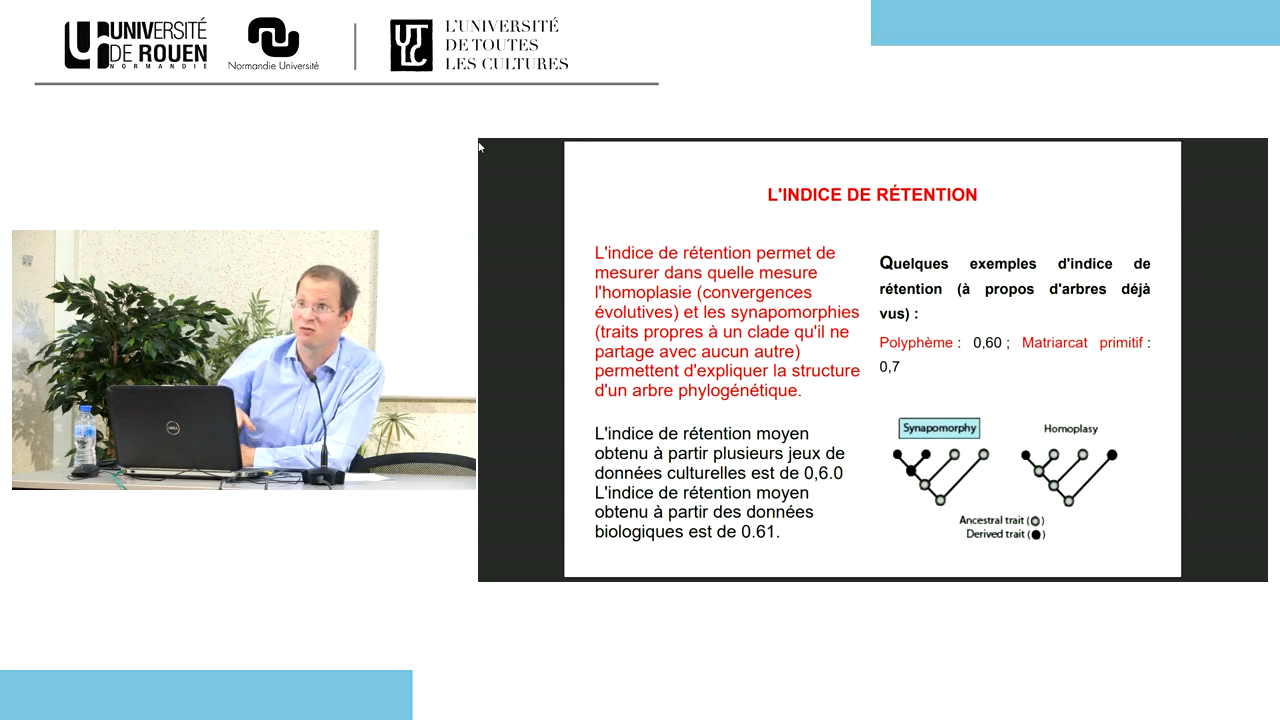 UNIVERSITÉ
DE ROUEN
NORMANDIE
Normandie Université
UTLC
L'UNIVERSITÉ
DE TOUTES
LES CULTURES
DELL
L'INDICE DE RÉTENTION
L'indice de rétention permet de
mesurer dans quelle mesure
l'homoplasie (convergences
évolutives) et les synapomorphies
(traits propres à un clade qu'il ne
partage avec aucun autre)
permettent d'expliquer la structure
d'un arbre phylogénétique.
L'indice de rétention moyen
obtenu à partir plusieurs jeux de
données culturelles est de 0,6.0
L'indice de rétention moyen
obtenu à partir des données
biologiques est de 0.61.
Quelques exemples d'indice de
rétention (à propos d'arbres déjà
vus) :
Polyphème : 0,60 ; Matriarcat primitif :
0,7
Synapomorphy
Homoplasy
Ancestral trait ( )
Derived trait ( )